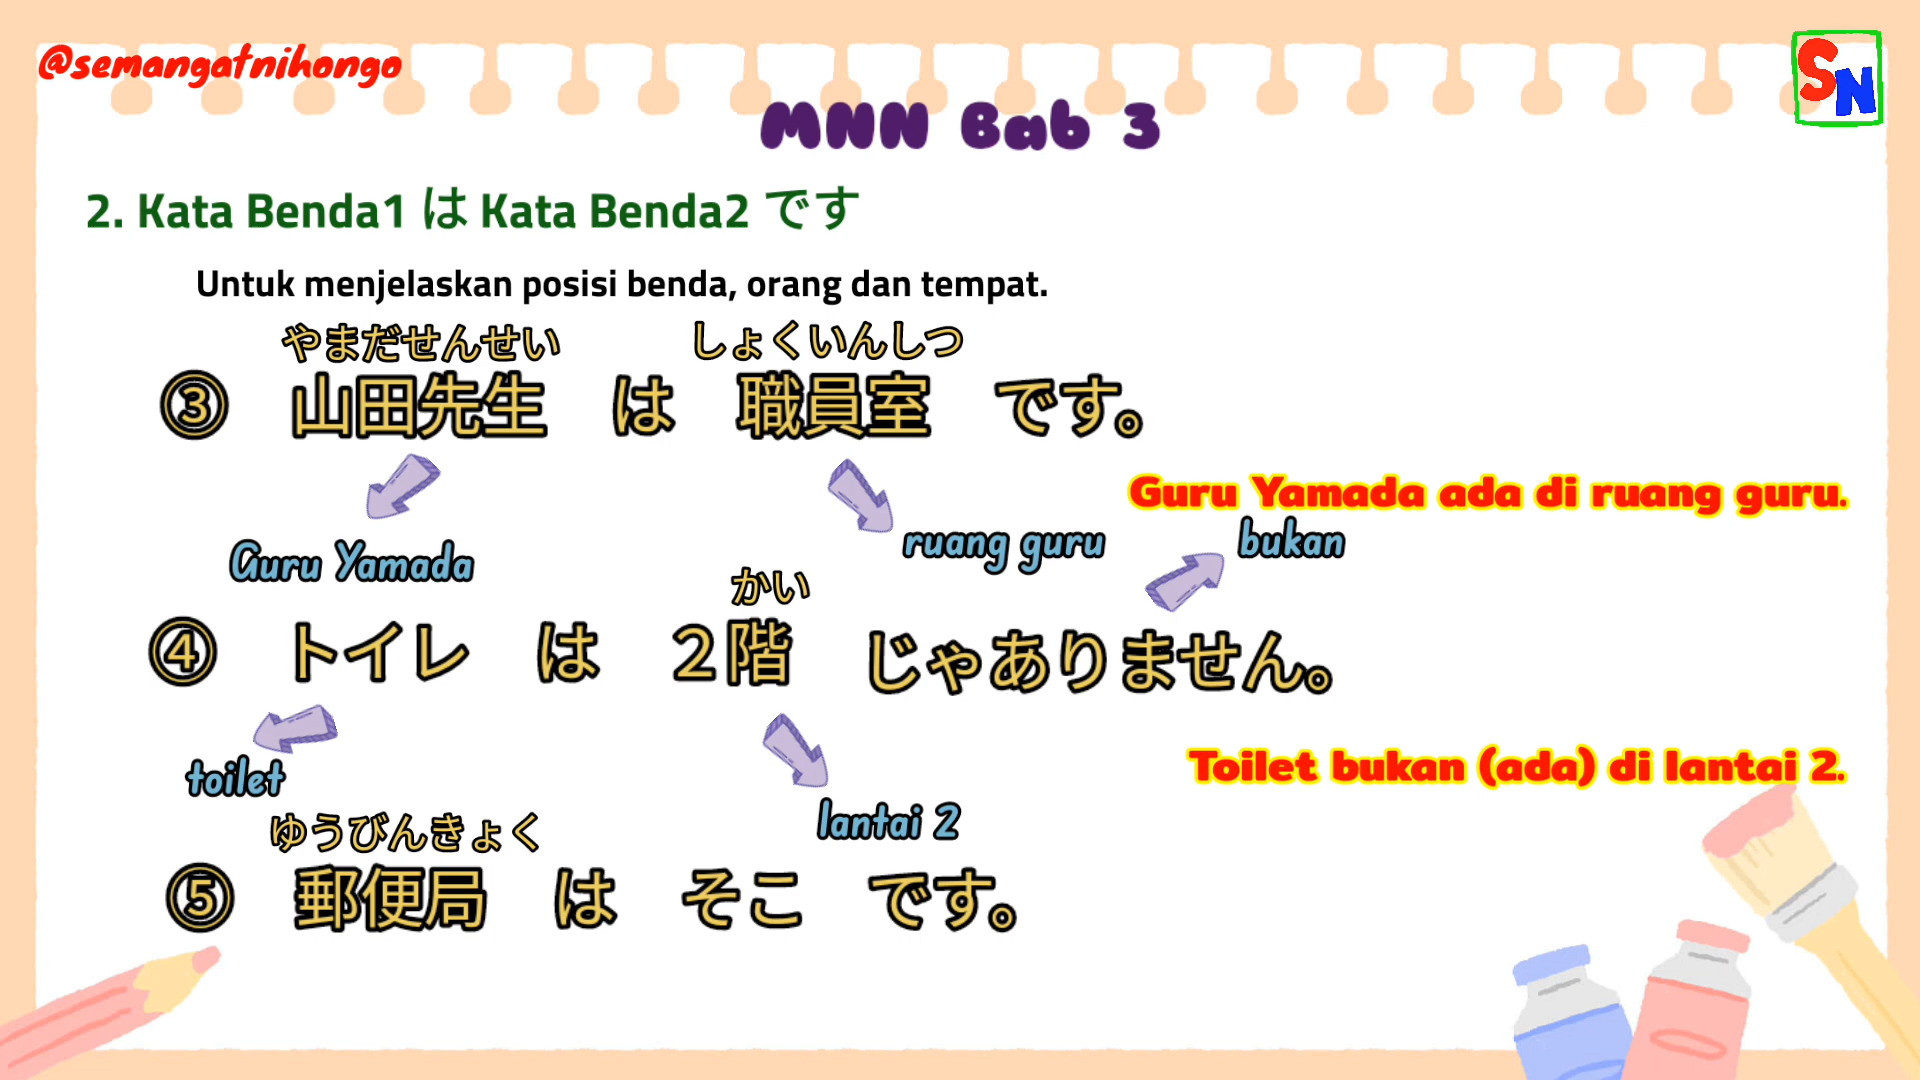 @semangatnihongo
SN
MNN Bab 3
2. Kata Benda1 は Kata Benda2 です
Untuk menjelaskan posisi benda, orang dan tempat.
やまだせんせい しょくいんしつ
③ 山田先生 は 職員室 です。
Guru Yamada ada di ruang guru.
Guru Yamada ruang guru bukan
かい
④ トイレ は ２階 じゃありません。
Toilet bukan (ada) di lantai 2.
toilet lantai 2
ゆうびんきょく
⑤ 郵便局 は そこ です。